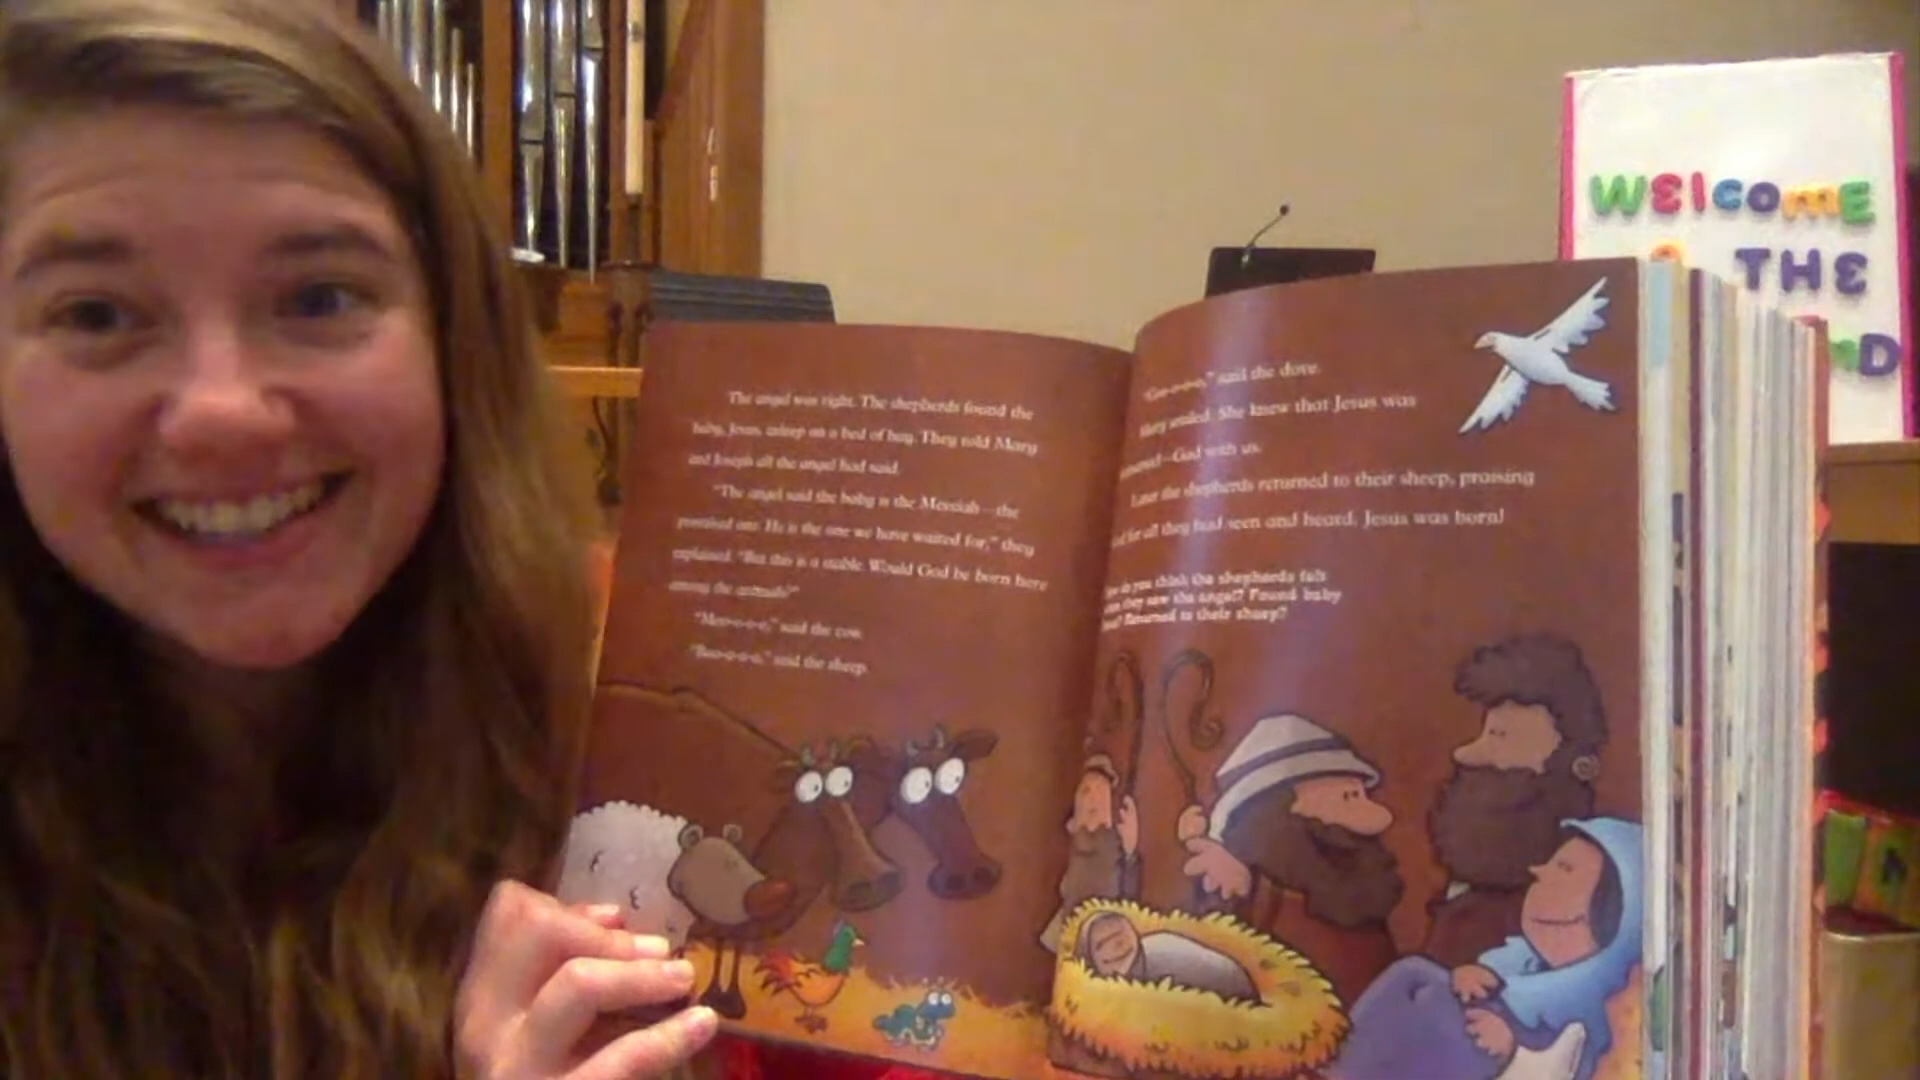 WELCOME
THE
D
The angel was right. The shepherds found the
baby, Jesus, asleep on a bed of hay. They told Mary
and Joseph all the angel had said.
"The angel said the baby is the Messiah—the
promised one. He is the one we have waited for," they
explained. "But this is a stable. Would God be born here
among the animals?"
"Moo-o-o-o," said the cow.
"Baa-a-a-a," said the sheep.
"Coo-o-o-o," said the dove.
Mary smiled. She knew that Jesus was
—God with us.
Later the shepherds returned to their sheep, praising
for all they had seen and heard. Jesus was born!
do you think the shepherds felt
they saw the angel? Found baby
Returned to their sheep?